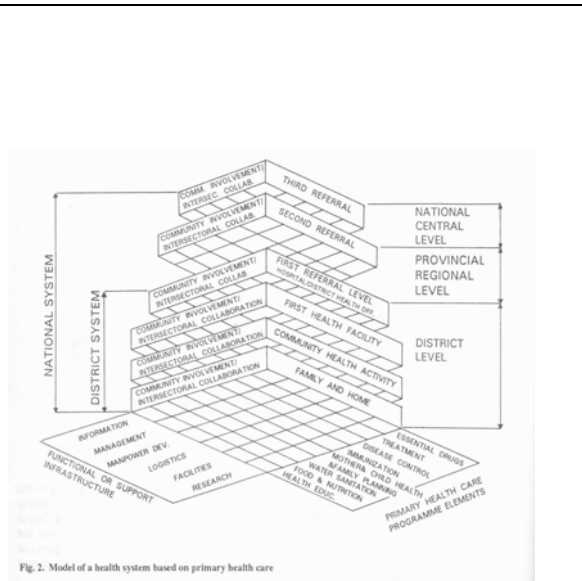 COMM. INVOLVEMENT/
INTERSEC. COLLAB.
THIRD REFERRAL
COMMUNITY INVOLVEMENT/
INTERSECTORAL COLLAB.
SECOND REFERRAL
COMMUNITY INVOLVEMENT/
INTERSECTORAL COLLAB
FIRST REFERRAL LEVEL
HOSPITAL/DISTRICT HEALTH OFF.
COMMUNITY INVOLVEMENT/
INTERSECTORAL COLLABORATION
FIRST HEALTH FACILITY
COMMUNITY INVOLVEMENT/
INTERSECTORAL COLLABORATION
COMMUNITY HEALTH ACTIVITY
COMMUNITY INVOLVEMENT/
INTERSECTORAL COLLABORATION
FAMILY AND HOME
NATIONAL SYSTEM
DISTRICT SYSTEM
NATIONAL
CENTRAL
LEVEL
PROVINCIAL
REGIONAL
LEVEL
DISTRICT
LEVEL
INFORMATION
MANAGEMENT
MANPOWER DEV.
LOGISTICS
FACILITIES
RESEARCH
FUNCTIONAL OR SUPPORT
INFRASTRUCTURE
ESSENTIAL DRUGS
TREATMENT
DISEASE CONTROL
IMMUNIZATION
MOTHER & CHILD HEALTH
&FAMILY PLANNING
WATER SANITATION
FOOD & NUTRITION
HEALTH EDUC.
PRIMARY HEALTH CARE
PROGRAMME ELEMENTS
Fig. 2. Model of a health system based on primary health care